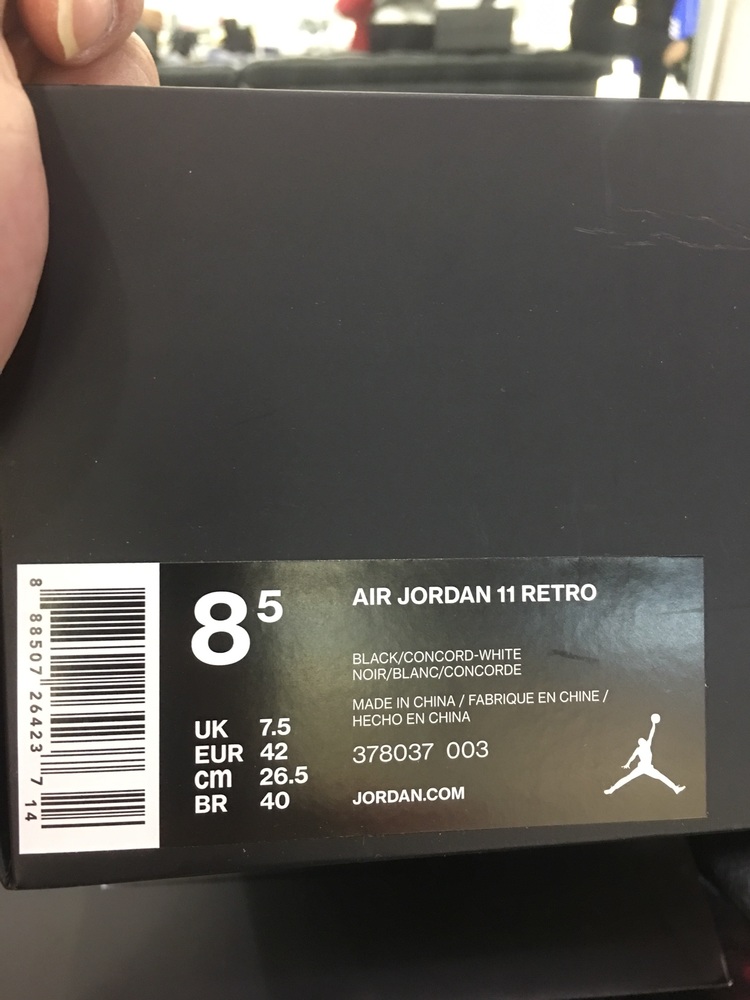 8 88507 26423 7 14
8 5
AIR JORDAN 11 RETRO
BLACK/CONCORD-WHITE
NOIR/BLANC/CONCORDE
MADE IN CHINA / FABRIQUE EN CHINE /
HECHO EN CHINA
378037 003
JORDAN.COM
UK 7.5
EUR 42
cm 26.5
BR 40